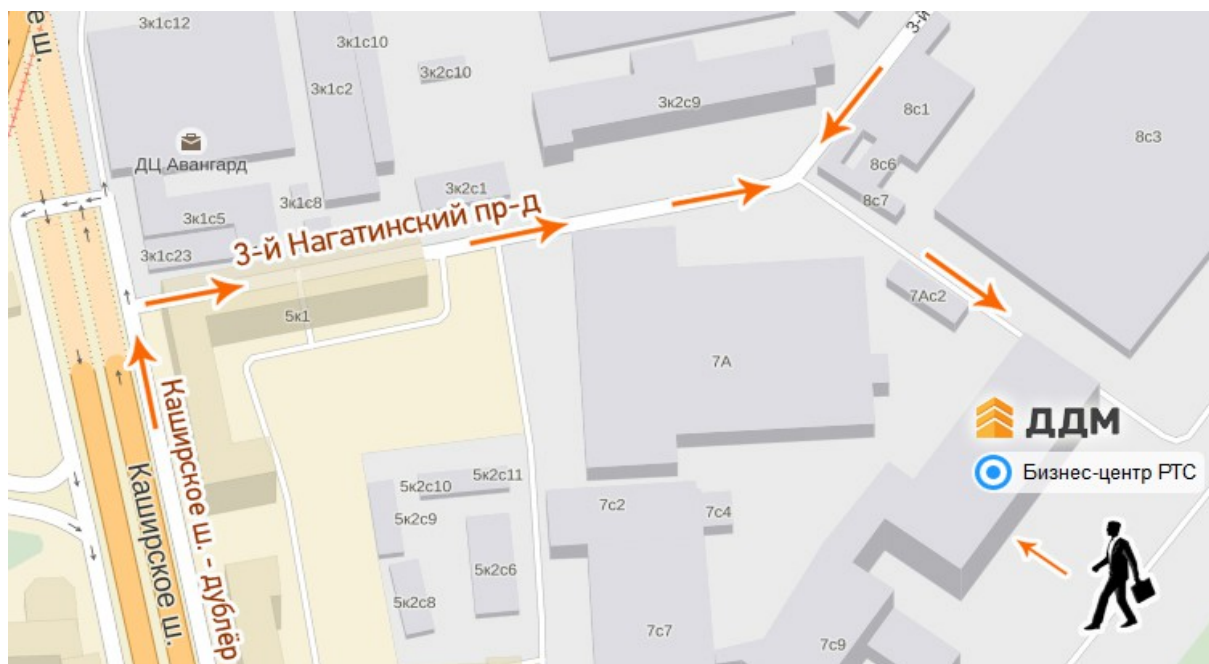 е ш.
3к1с12
3к1с10
3к1с2
3к2с10
3к2с9
3-й
8с1
8с3
8с6
8с7
ДЦ Авангард
3к1с5
3к1с8
3к2с1
3к1с23
3-й Нагатинский пр-д
5к1
7Ас2
7А
Каширское ш.
Каширское ш. - дублёр
ДДМ
Бизнес-центр РТС
5к2с10
5к2с11
5к2с9
5к2с6
5к2с8
7с2
7с4
7с7
7с9